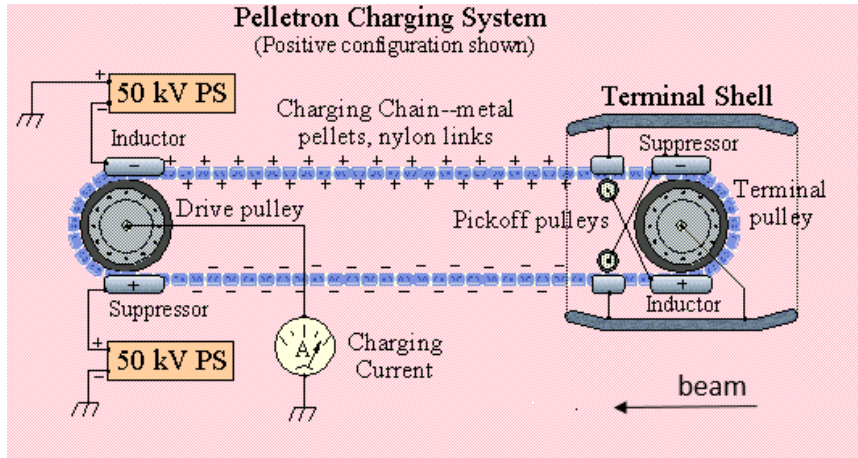 Pelletron Charging System
(Positive configuration shown)
+
50 kV PS
−
Charging Chain--metal
pellets, nylon links
Terminal Shell
Inductor
Suppressor
−
+ + + + + + + + + + + +
−
+ + + + + + + + + + + +
Drive pulley
Pickoff pulleys
Terminal
pulley
− − − − − − − − − −
+
+
− − − − − − − − − −
Suppressor
Inductor
+
50 kV PS
−
A
Charging
Current
beam